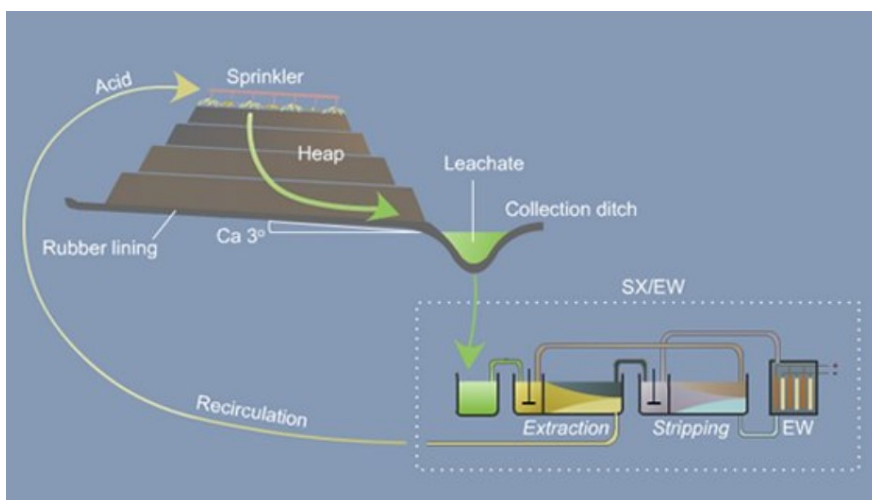 Acid
Sprinkler
Heap
Leachate
Collection ditch
Rubber lining
Ca 3°
SX/EW
Recirculation
Extraction
Stripping
EW